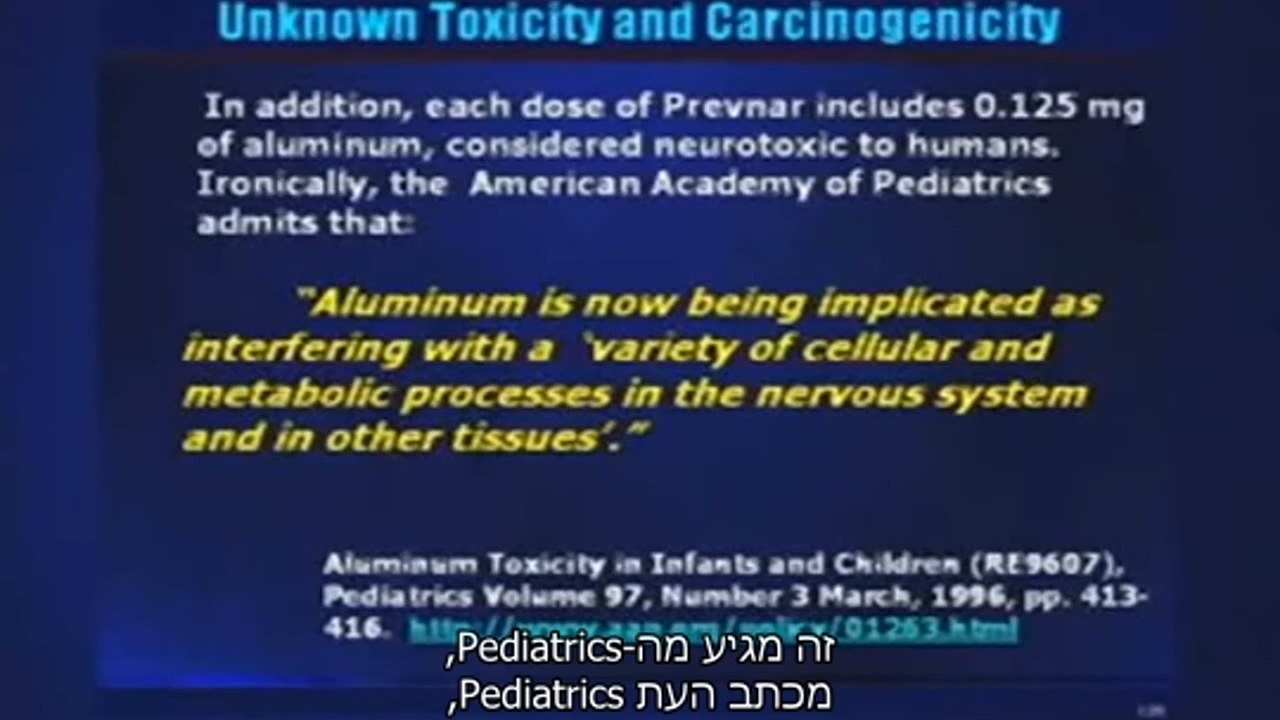 Unknown Toxicity and Carcinogenicity
In addition, each dose of Prevnar includes 0.125 mg
of aluminum, considered neurotoxic to humans.
Ironically, the American Academy of Pediatrics
admits that:
"Aluminum is now being implicated as
interfering with a 'variety of cellular and
metabolic processes in the nervous system
and in other tissues'."
Aluminum Toxicity in Infants and Children (RE9607),
Pediatrics Volume 97, Number 3 March, 1996, pp. 413-
416.
זה מגיע מה-Pediatrics,
מכתב העת Pediatrics,